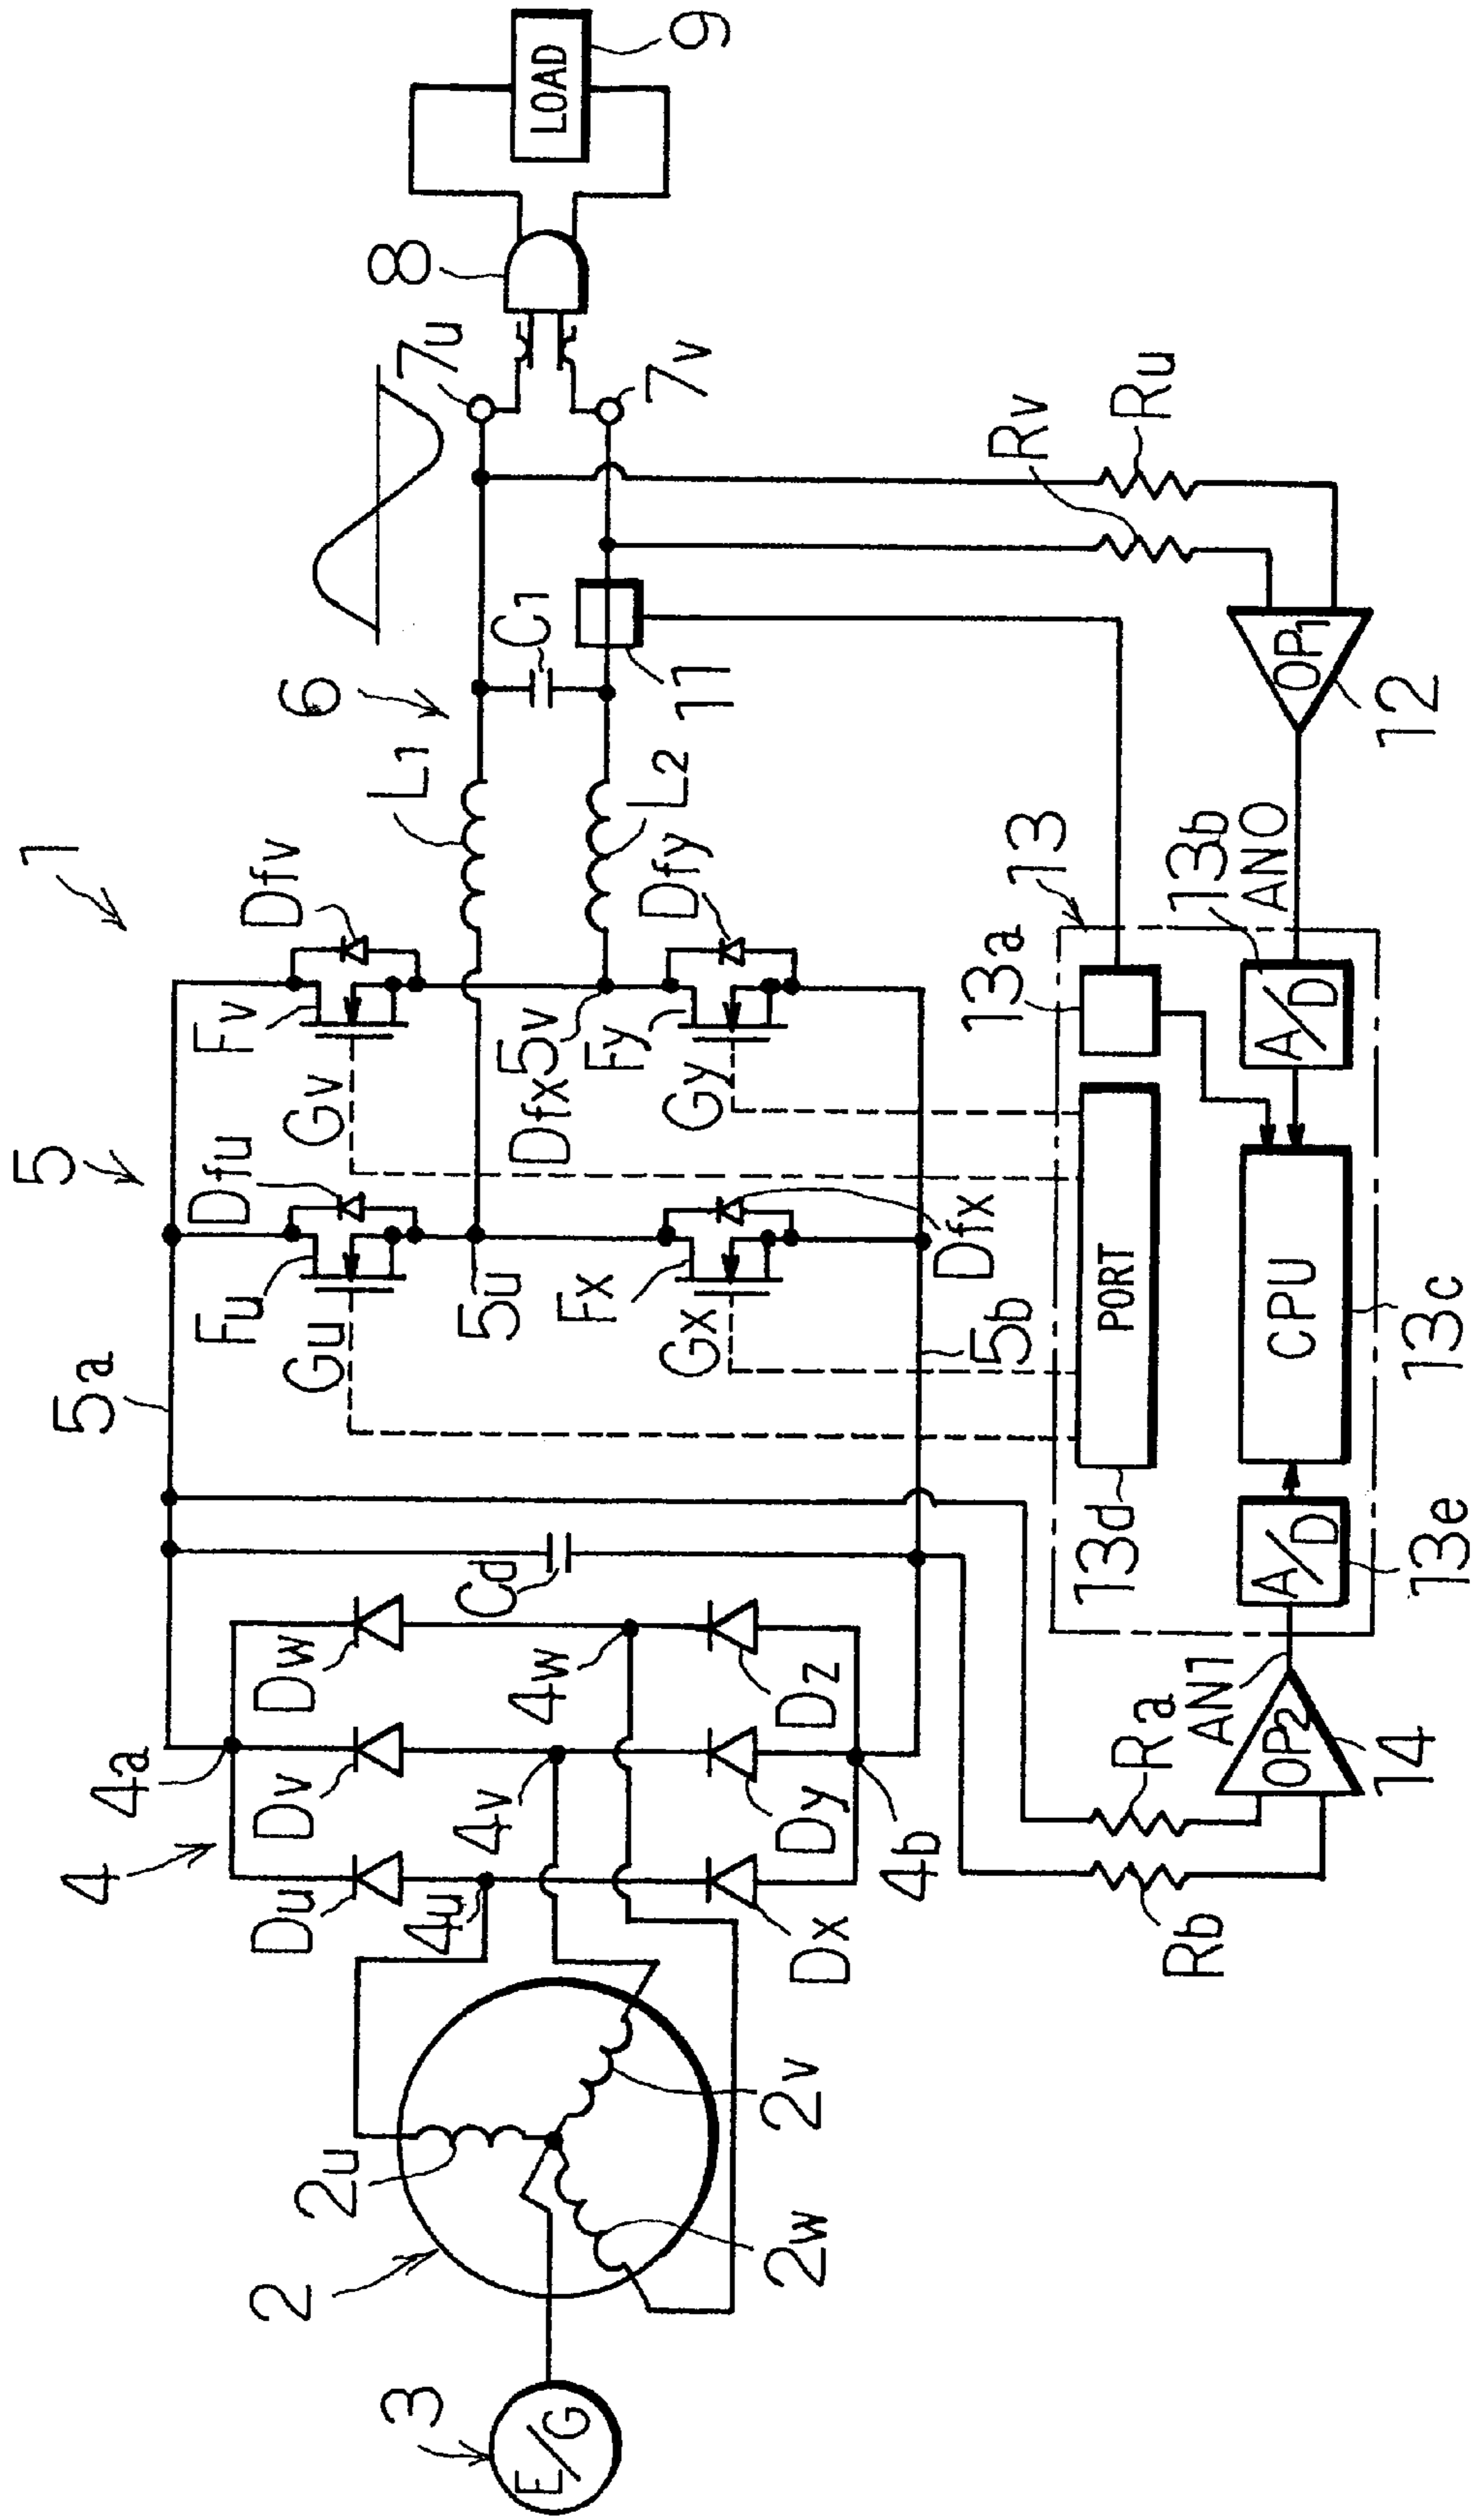 1
5
5a
4a
4
Dfv
Fv
Gv
Dfu
Fu
Gu
Dw
Dv
Du
6
L1
C1
7u
8
9
LOAD
5u
5v
Dfx
Fx
Gx
L2
Dfy
Fy
Gy
11
7v
Cd
4w
4v
4u
2u
2
3
E/G
2v
2w
Dz
Dy
Dx
4b
5b
Dfx
Rv
Ru
13
13a
13b
AN0
OP1
12
A/D
PORT
CPU
13c
13d
A/D
13e
AN1
OP2
14
Ra
Rb